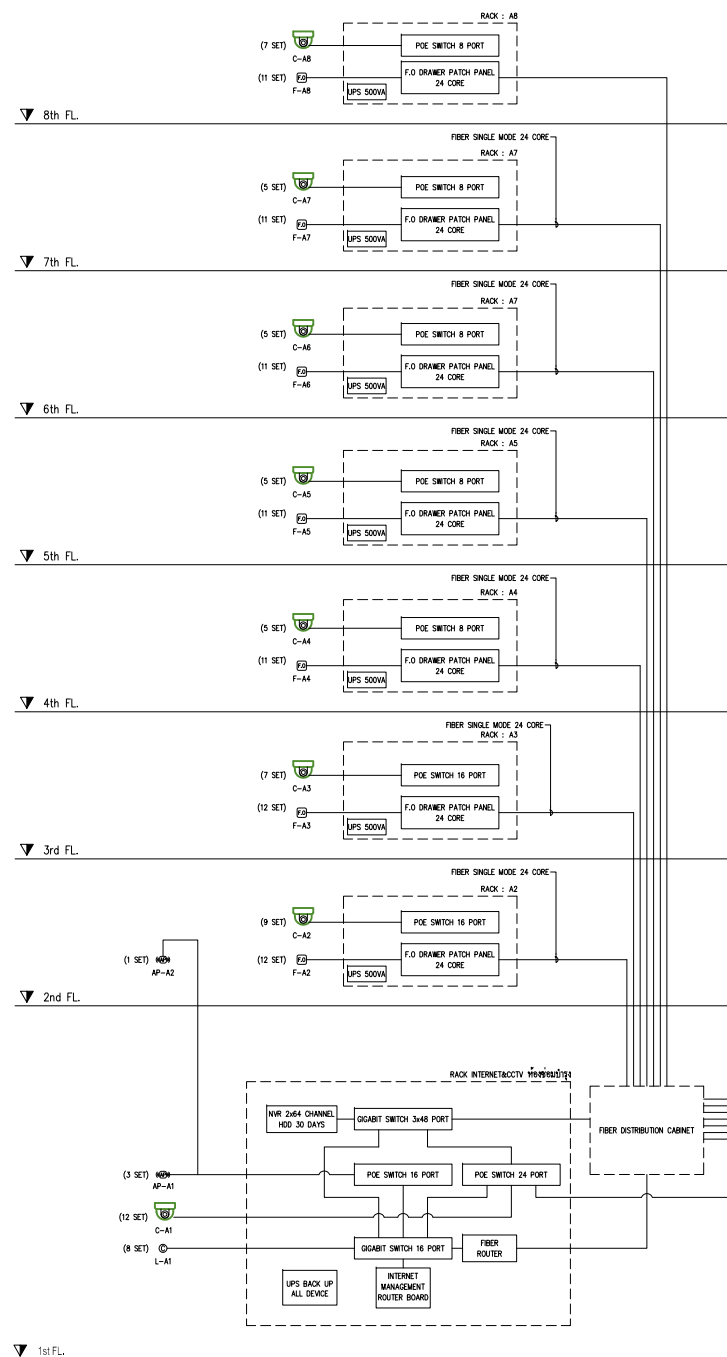 RACK : A8
(7 SET)
C-A8
POE SWITCH 8 PORT
(11 SET)
F.O
F-A8
UPS 500VA
F.O DRAWER PATCH PANEL
24 CORE
8th FL.
FIBER SINGLE MODE 24 CORE
RACK : A7
(5 SET)
C-A7
POE SWITCH 8 PORT
(11 SET)
F.O
F-A7
UPS 500VA
F.O DRAWER PATCH PANEL
24 CORE
7th FL.
FIBER SINGLE MODE 24 CORE
RACK : A7
(5 SET)
C-A6
POE SWITCH 8 PORT
(11 SET)
F.O
F-A6
UPS 500VA
F.O DRAWER PATCH PANEL
24 CORE
6th FL.
FIBER SINGLE MODE 24 CORE
RACK : A5
(5 SET)
C-A5
POE SWITCH 8 PORT
(11 SET)
F.O
F-A5
UPS 500VA
F.O DRAWER PATCH PANEL
24 CORE
5th FL.
FIBER SINGLE MODE 24 CORE
RACK : A4
(5 SET)
C-A4
POE SWITCH 8 PORT
(11 SET)
F.O
F-A4
UPS 500VA
F.O DRAWER PATCH PANEL
24 CORE
4th FL.
FIBER SINGLE MODE 24 CORE
RACK : A3
(7 SET)
C-A3
POE SWITCH 16 PORT
(12 SET)
F.O
F-A3
UPS 500VA
F.O DRAWER PATCH PANEL
24 CORE
3rd FL.
FIBER SINGLE MODE 24 CORE
RACK : A2
(9 SET)
C-A2
POE SWITCH 16 PORT
(1 SET)
AP-A2
(12 SET)
F.O
F-A2
UPS 500VA
F.O DRAWER PATCH PANEL
24 CORE
2nd FL.
RACK INTERNET&CCTV
NVR 2x64 CHANNEL
HDD 30 DAYS
GIGABIT SWITCH 3x48 PORT
FIBER DISTRIBUTION CABINET
(3 SET)
AP-A1
POE SWITCH 16 PORT
POE SWITCH 24 PORT
(12 SET)
C-A1
(8 SET)
C
L-A1
GIGABIT SWITCH 16 PORT
FIBER
ROUTER
UPS BACK UP
ALL DEVICE
INTERNET
MANAGEMENT
ROUTER BOARD
1st FL.